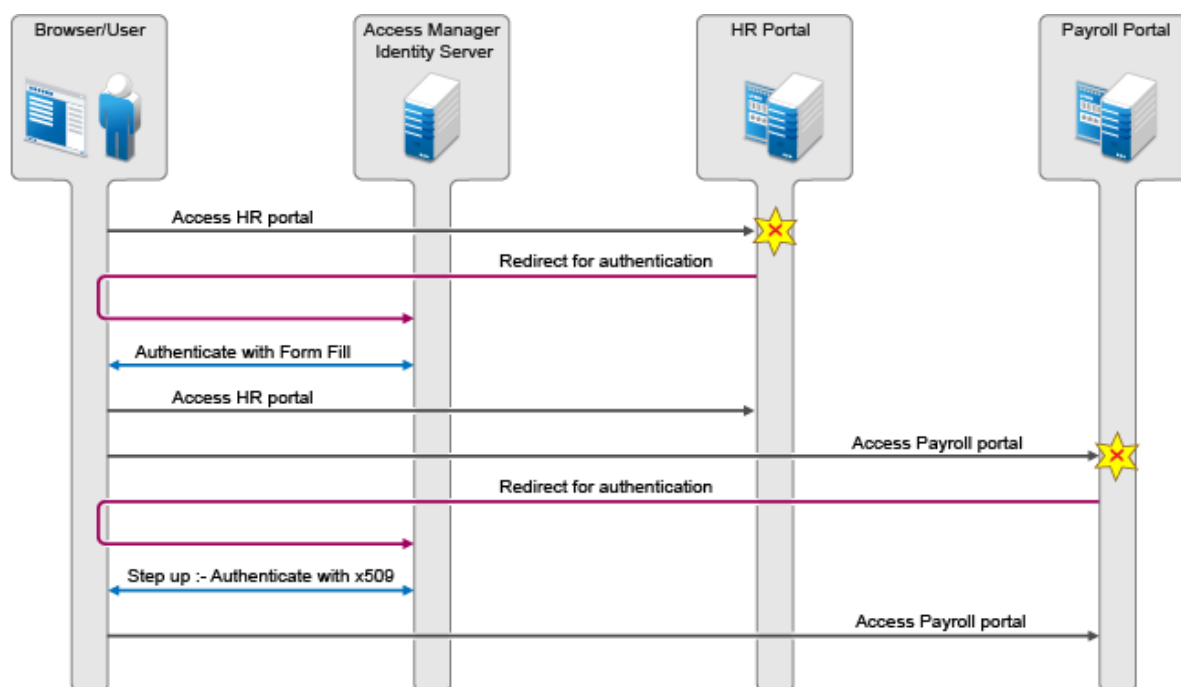 Browser/User
Access Manager
Identity Server
HR Portal
Payroll Portal
Access HR portal
Redirect for authentication
Authenticate with Form Fill
Access HR portal
Access Payroll portal
Redirect for authentication
Step up :- Authenticate with x509
Access Payroll portal